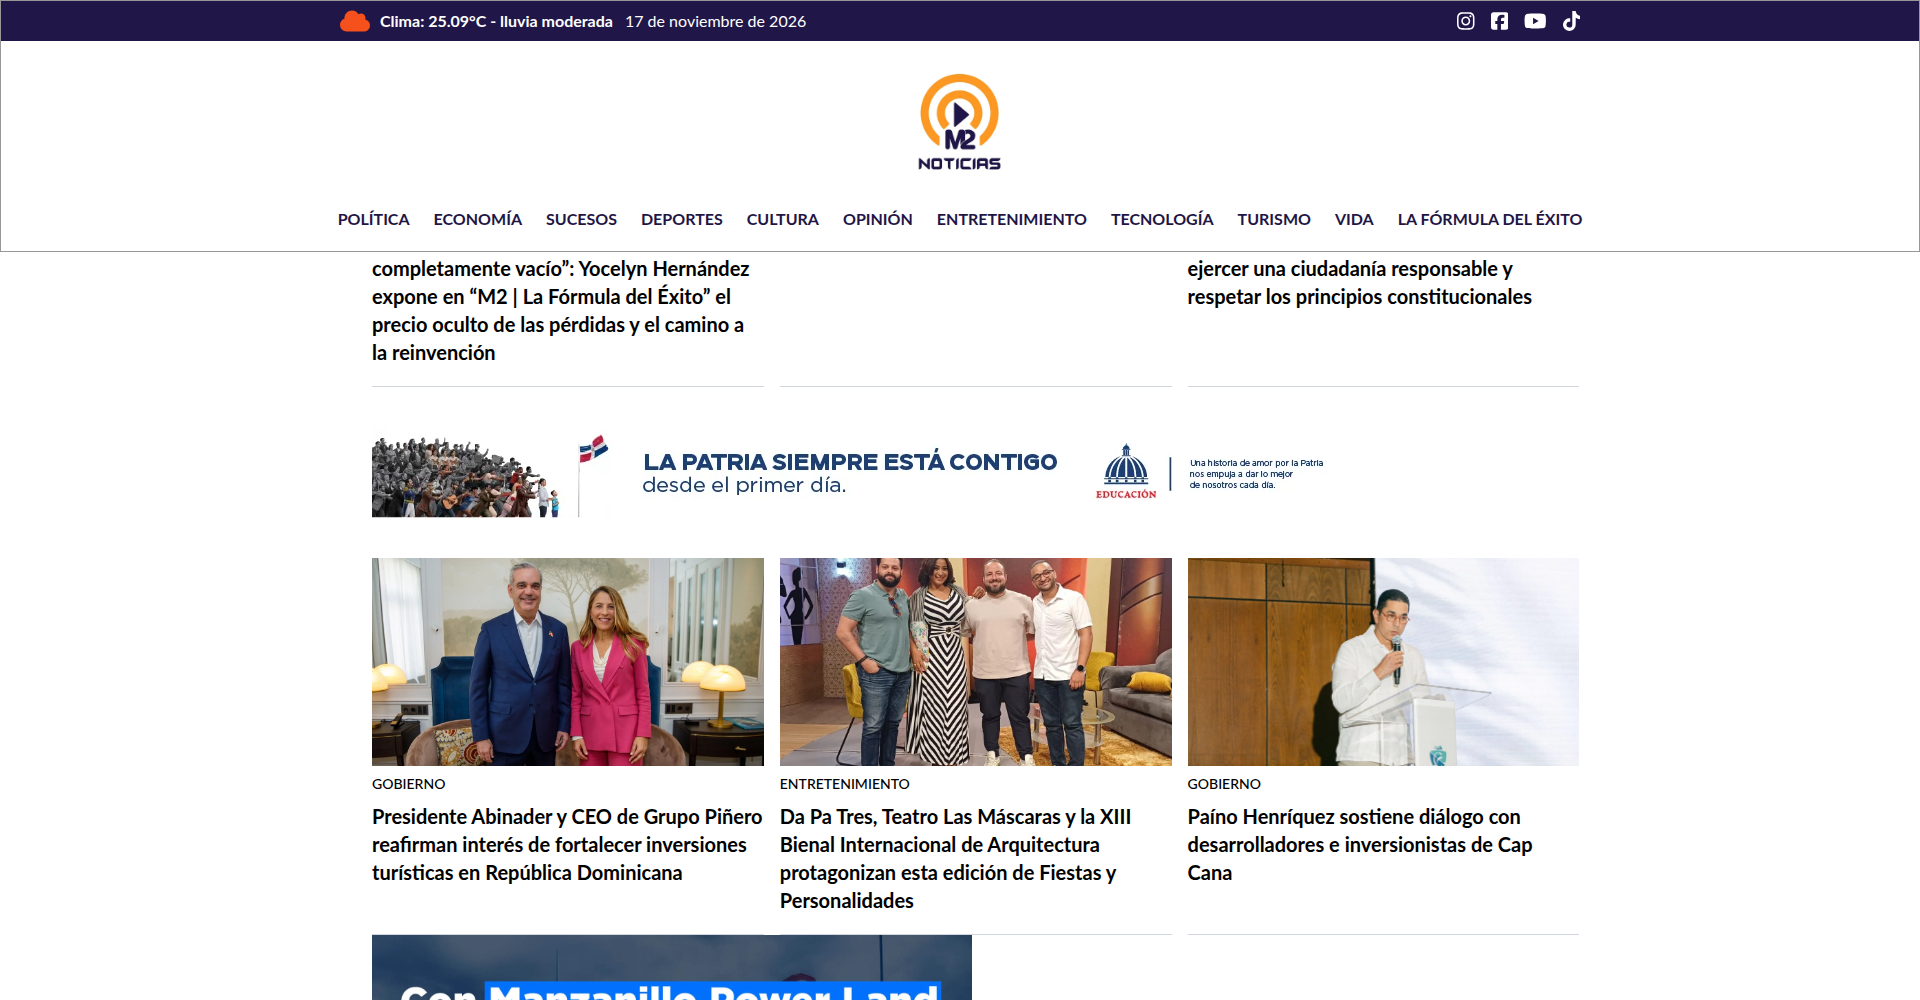 Clima: 25.09°C - lluvia moderada 17 de noviembre de 2026
M2
NOTICIAS
POLÍTICA ECONOMÍA SUCESOS DEPORTES CULTURA OPINIÓN ENTRETENIMIENTO TECNOLOGÍA TURISMO VIDA LA FÓRMULA DEL ÉXITO
completamente vacío”: Yocelyn Hernández
expone en “M2 | La Fórmula del Éxito” el
precio oculto de las pérdidas y el camino a
la reinvención
ejercer una ciudadanía responsable y
respetar los principios constitucionales
LA PATRIA SIEMPRE ESTÁ CONTIGO
desde el primer día.
EDUCACIÓN
Una historia de amor por la Patria
nos empuja a dar lo mejor
de nosotros cada día.
GOBIERNO
Presidente Abinader y CEO de Grupo Piñero
reafirman interés de fortalecer inversiones
turísticas en República Dominicana
ENTRETENIMIENTO
Da Pa Tres, Teatro Las Máscaras y la XIII
Bienal Internacional de Arquitectura
protagonizan esta edición de Fiestas y
Personalidades
GOBIERNO
Paíno Henríquez sostiene diálogo con
desarrolladores e inversionistas de Cap
Cana
Con Manzanillo Power Land